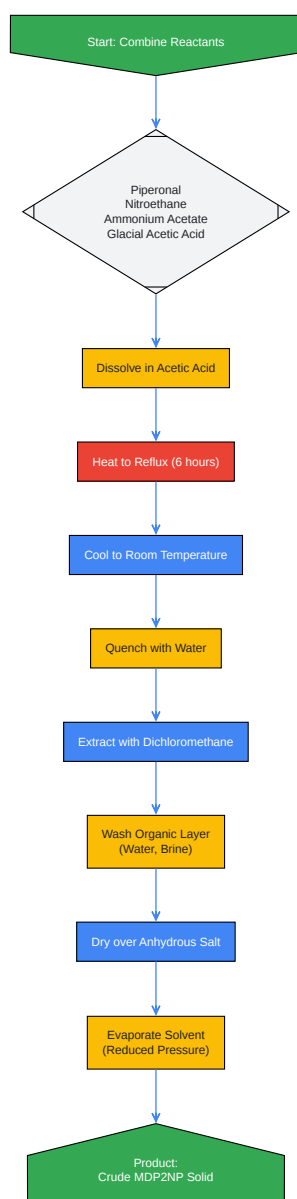 Start: Combine Reactants
Piperonal
Nitroethane
Ammonium Acetate
Glacial Acetic Acid
Dissolve in Acetic Acid
Heat to Reflux (6 hours)
Cool to Room Temperature
Quench with Water
Extract with Dichloromethane
Wash Organic Layer
(Water, Brine)
Dry over Anhydrous Salt
Evaporate Solvent
(Reduced Pressure)
Product:
Crude MDP2NP Solid